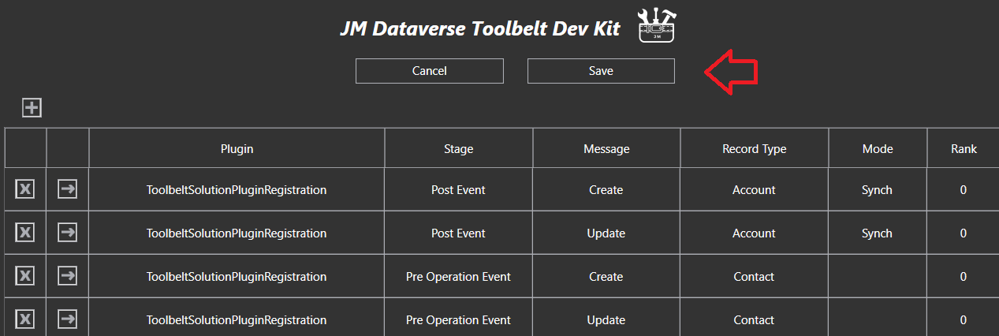 JM Dataverse Toolbelt Dev Kit
JM
Cancel Save
Plugin Stage Message Record Type Mode Rank
X ToolbeltSolutionPluginRegistration Post Event Create Account Synch 0
X ToolbeltSolutionPluginRegistration Post Event Update Account Synch 0
X ToolbeltSolutionPluginRegistration Pre Operation Event Create Contact 0
X ToolbeltSolutionPluginRegistration Pre Operation Event Update Contact 0